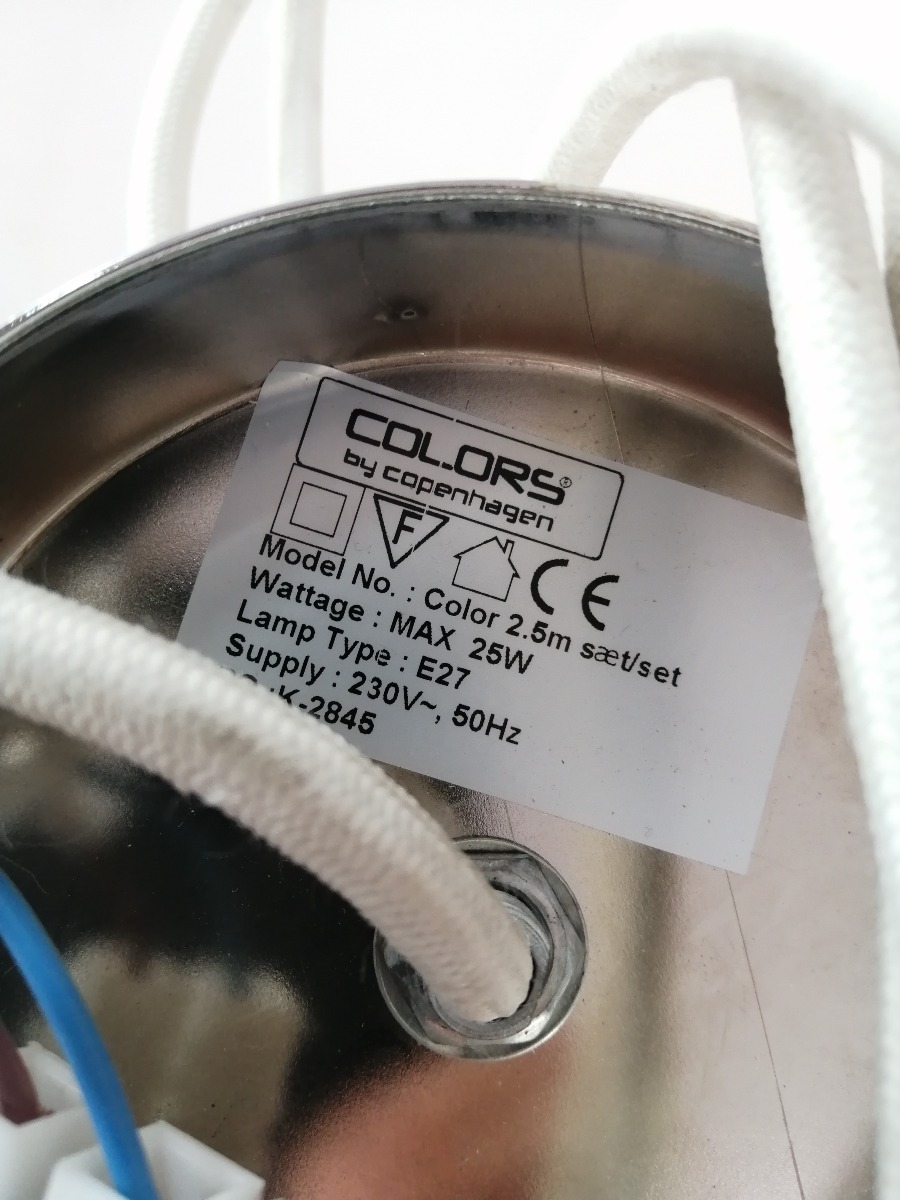 COLORS®
by copenhagen
F
CE
Model No. : Color 2.5m sæt/set
Wattage : MAX 25W
Lamp Type : E27
Supply : 230V~, 50Hz
K-2845